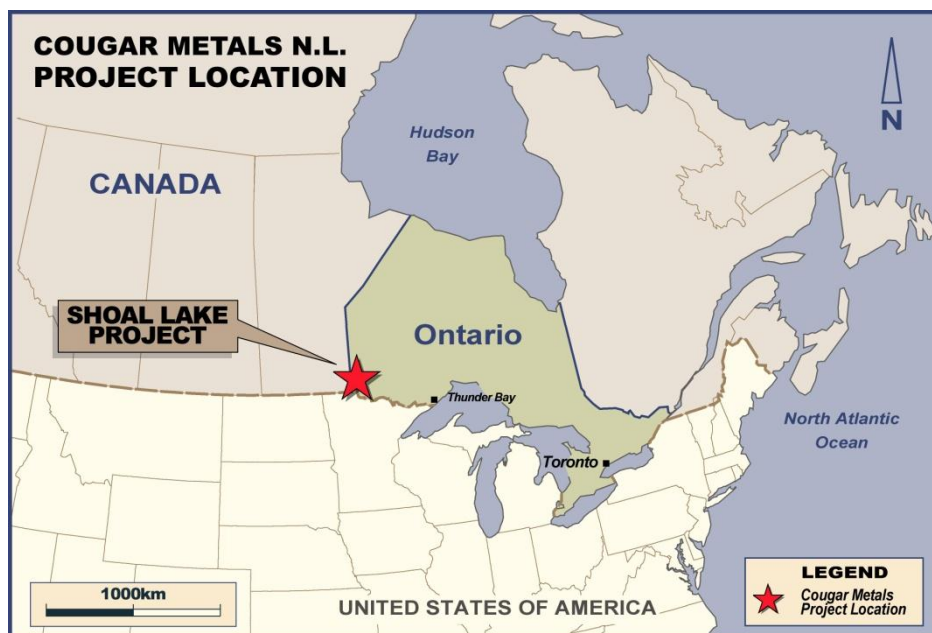 COUGAR METALS N.L.
PROJECT LOCATION
N
Hudson
Bay
CANADA
SHOAL LAKE
PROJECT
Ontario
Thunder Bay
Toronto
North Atlantic
Ocean
1000km
UNITED STATES OF AMERICA
LEGEND
Cougar Metals
Project Location